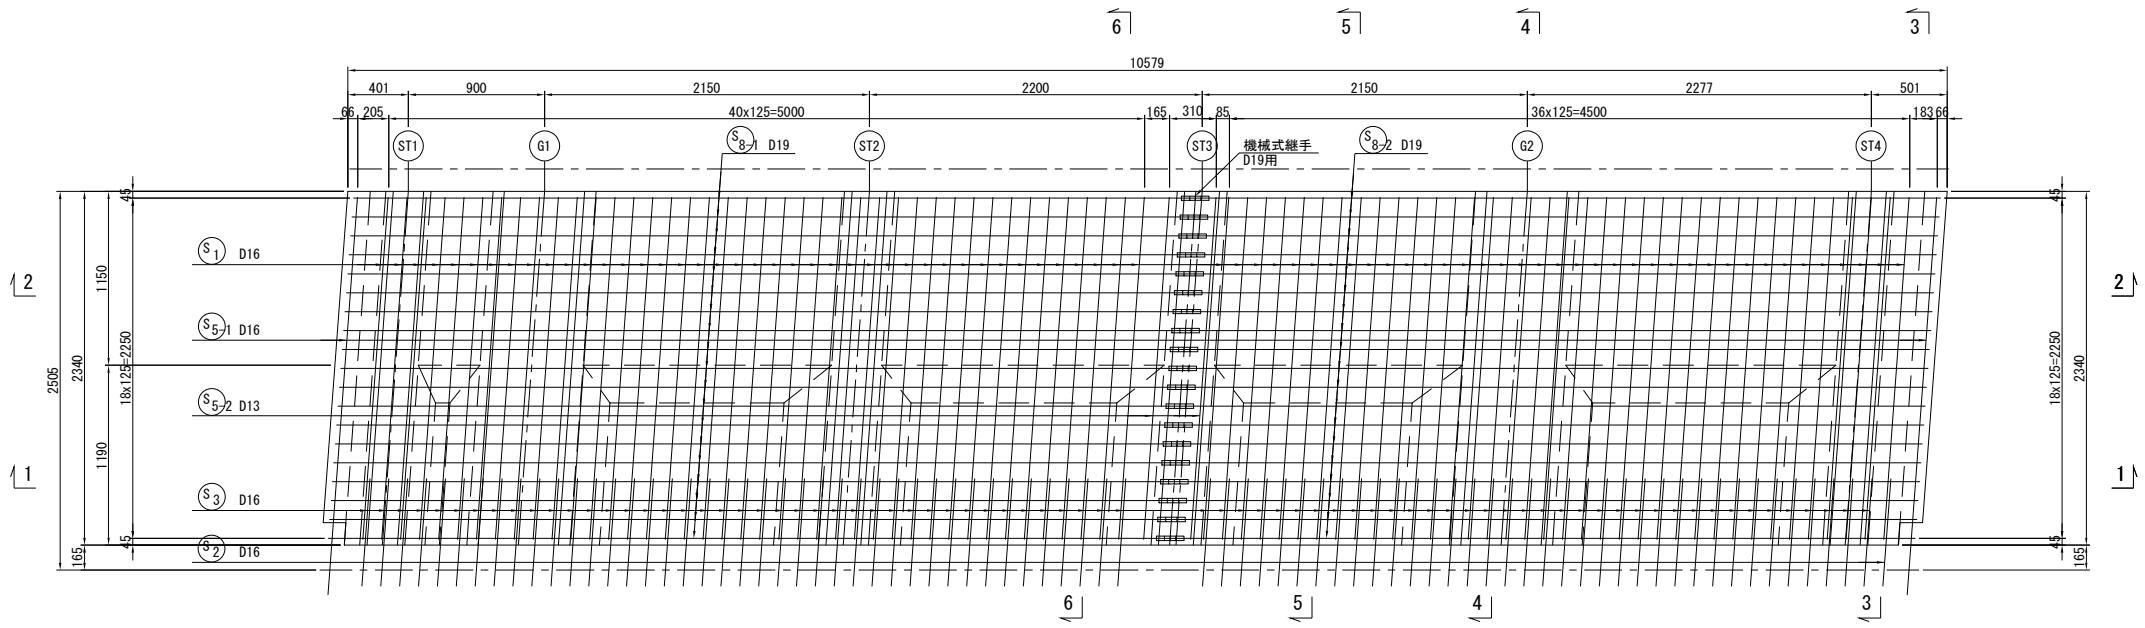 6 5 4 3
10579
401 900 2150 2200 2150 2277 501
66 205 40x125=5000 165 310 85 36x125=4500 183 66
ST1 G1 S8-1 D19 ST2 ST3 機械式継手 S8-2 D19 G2 ST4
D19用
45 45
S1 D16
2 2
1150
S5-1 D16
2505 2340 18x125=2250 18x125=2250 2340
S5-2 D13
1190
1 1
S3 D16
45 45
S2 D16
165 165
6 5 4 3